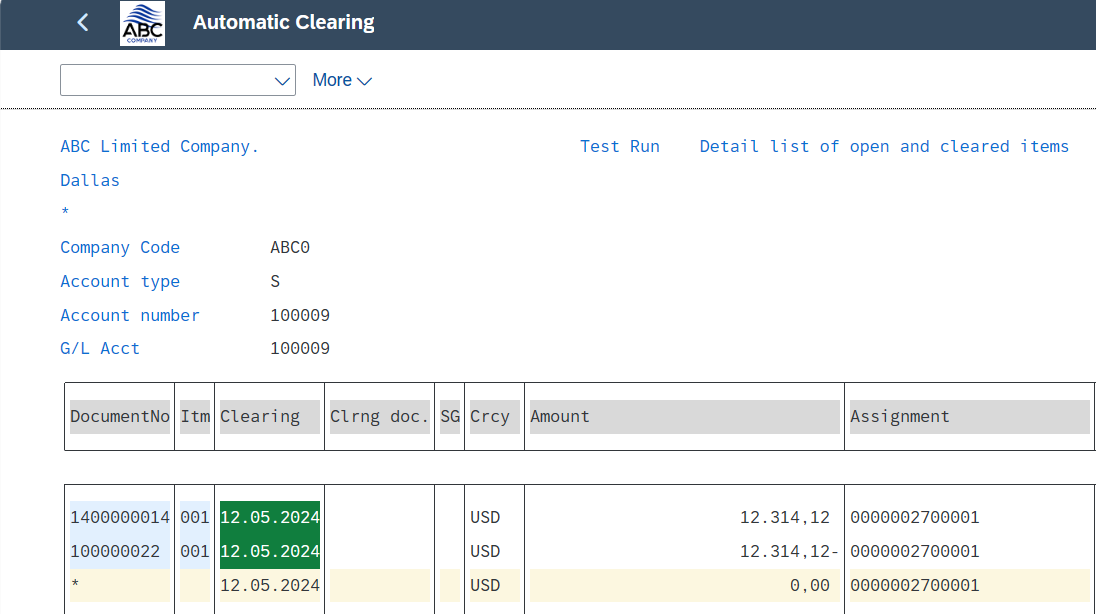 ABC
COMPANY
Automatic Clearing
More
ABC Limited Company. Test Run Detail list of open and cleared items
Dallas
*
Company Code ABC0
Account type S
Account number 100009
G/L Acct 100009
DocumentNo Itm Clearing Clrng doc. SG Crcy Amount Assignment
1400000014 001 12.05.2024 USD 12.314,12 0000002700001
100000022 001 12.05.2024 USD 12.314,12- 0000002700001
* 12.05.2024 USD 0,00 0000002700001